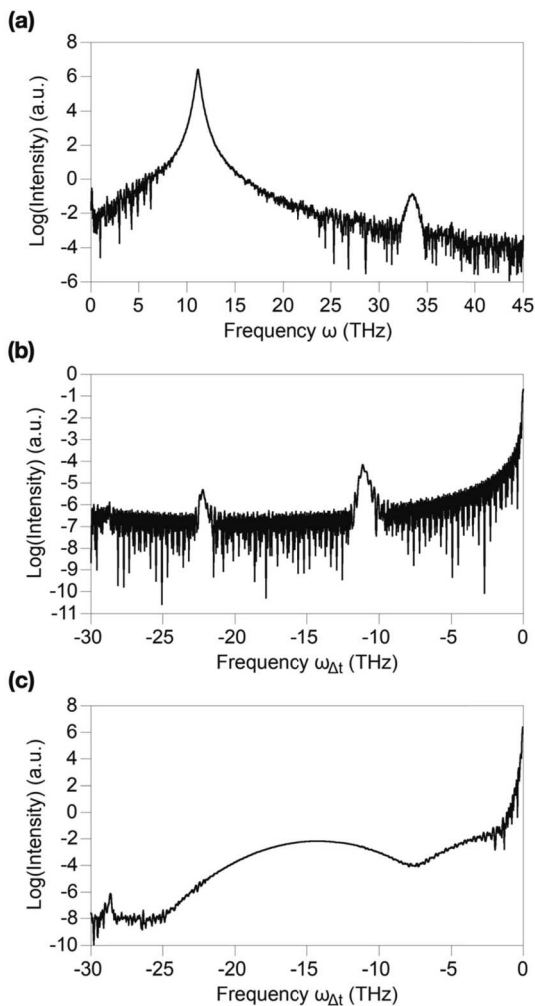 (a)
Log(Intensity) (a.u.)
8
6
4
2
0
-2
-4
-6
0 5 10 15 20 25 30 35 40 45
Frequency ω (THz)
(b)
Log(Intensity) (a.u.)
0
-1
-2
-3
-4
-5
-6
-7
-8
-9
-10
-11
-30 -25 -20 -15 -10 -5 0
Frequency ωΔt (THz)
(c)
Log(Intensity) (a.u.)
8
6
4
2
0
-2
-4
-6
-8
-10
-30 -25 -20 -15 -10 -5 0
Frequency ωΔt (THz)